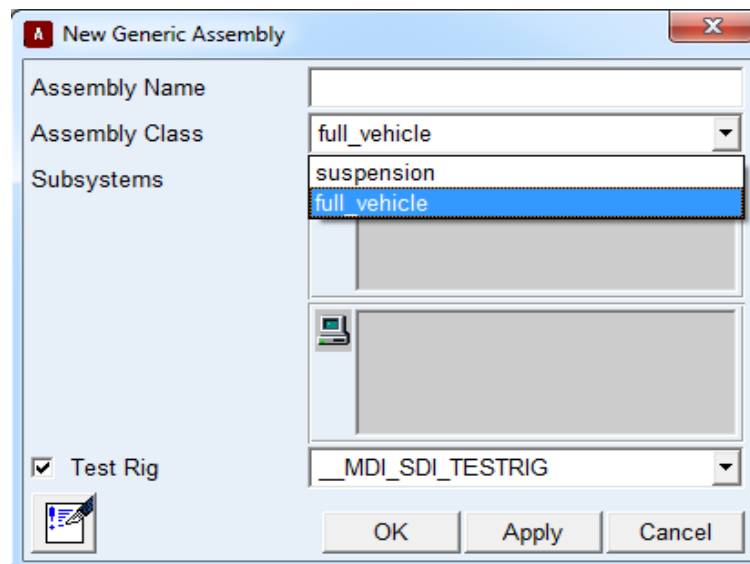 A New Generic Assembly
Assembly Name
Assembly Class full_vehicle
Subsystems suspension
full_vehicle
Test Rig __MDI_SDI_TESTRIG
OK Apply Cancel